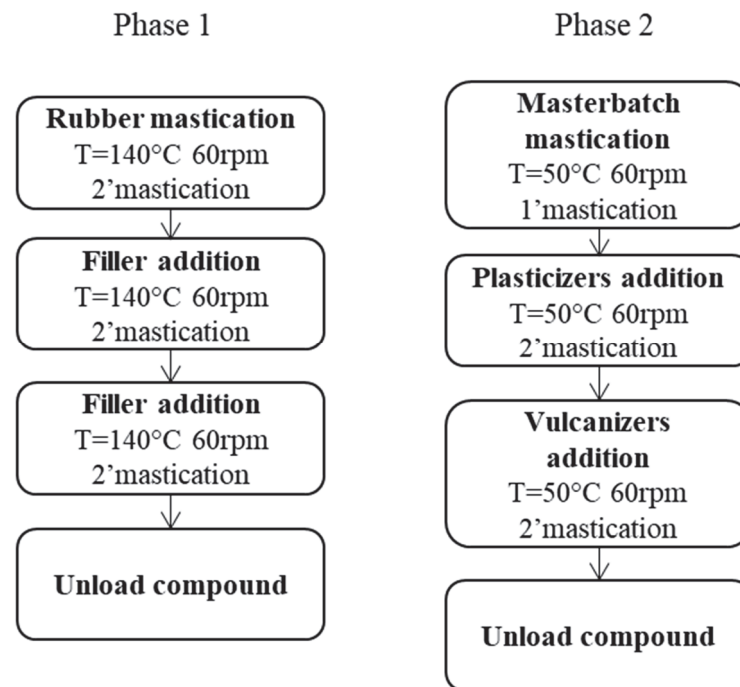 Phase 1
Rubber mastication
T=140°C 60rpm
2’mastication
Filler addition
T=140°C 60rpm
2’mastication
Filler addition
T=140°C 60rpm
2’mastication
Unload compound
Phase 2
Masterbatch
mastication
T=50°C 60rpm
1’mastication
Plasticizers addition
T=50°C 60rpm
2’mastication
Vulcanizers
addition
T=50°C 60rpm
2’mastication
Unload compound